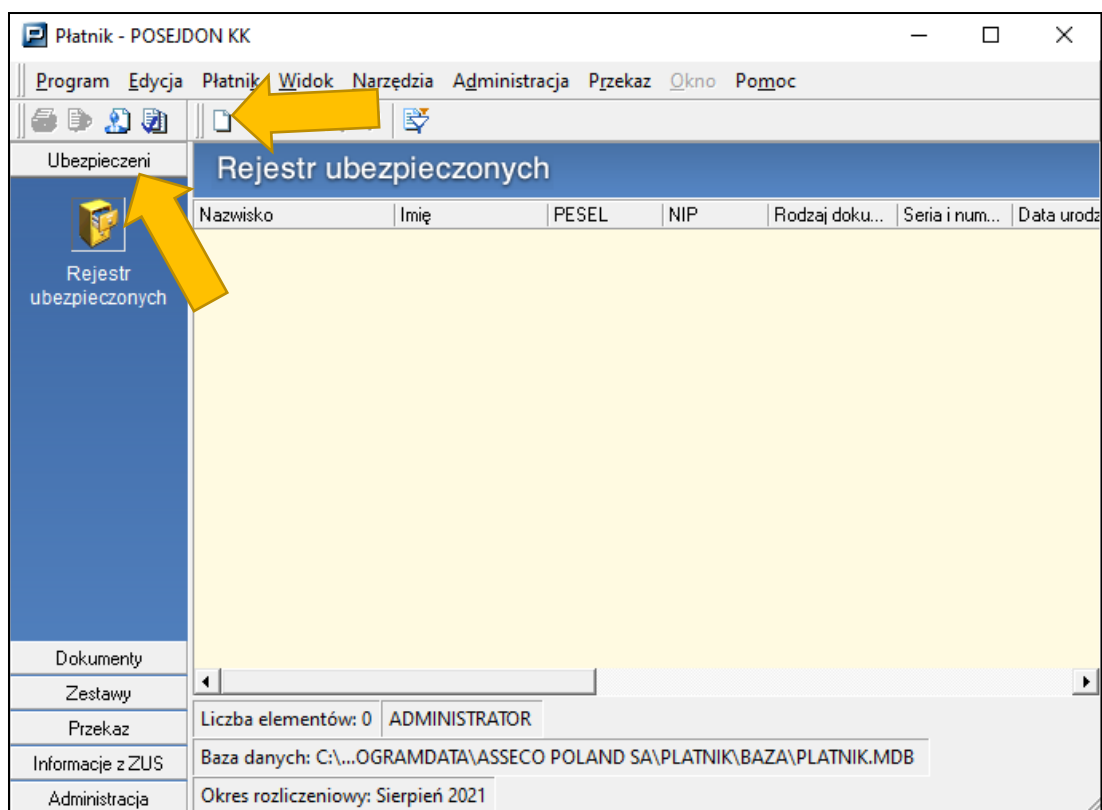 Płatnik - POSEJDON KK
Program Edycja Płatnik Widok Narzędzia Administracja Przekaz Okno Pomoc
Ubezpieczeni
Rejestr ubezpieczonych
Nazwisko Imię PESEL NIP Rodzaj doku... Seria i num... Data urodz
Rejestr
ubezpieczonych
Dokumenty
Zestawy
Przekaz
Informacje z ZUS
Administracja
Liczba elementów: 0 ADMINISTRATOR
Baza danych: C:\...OGRAMDATA\ASSECO POLAND SA\PLATNIK\BAZA\PLATNIK.MDB
Okres rozliczeniowy: Sierpień 2021